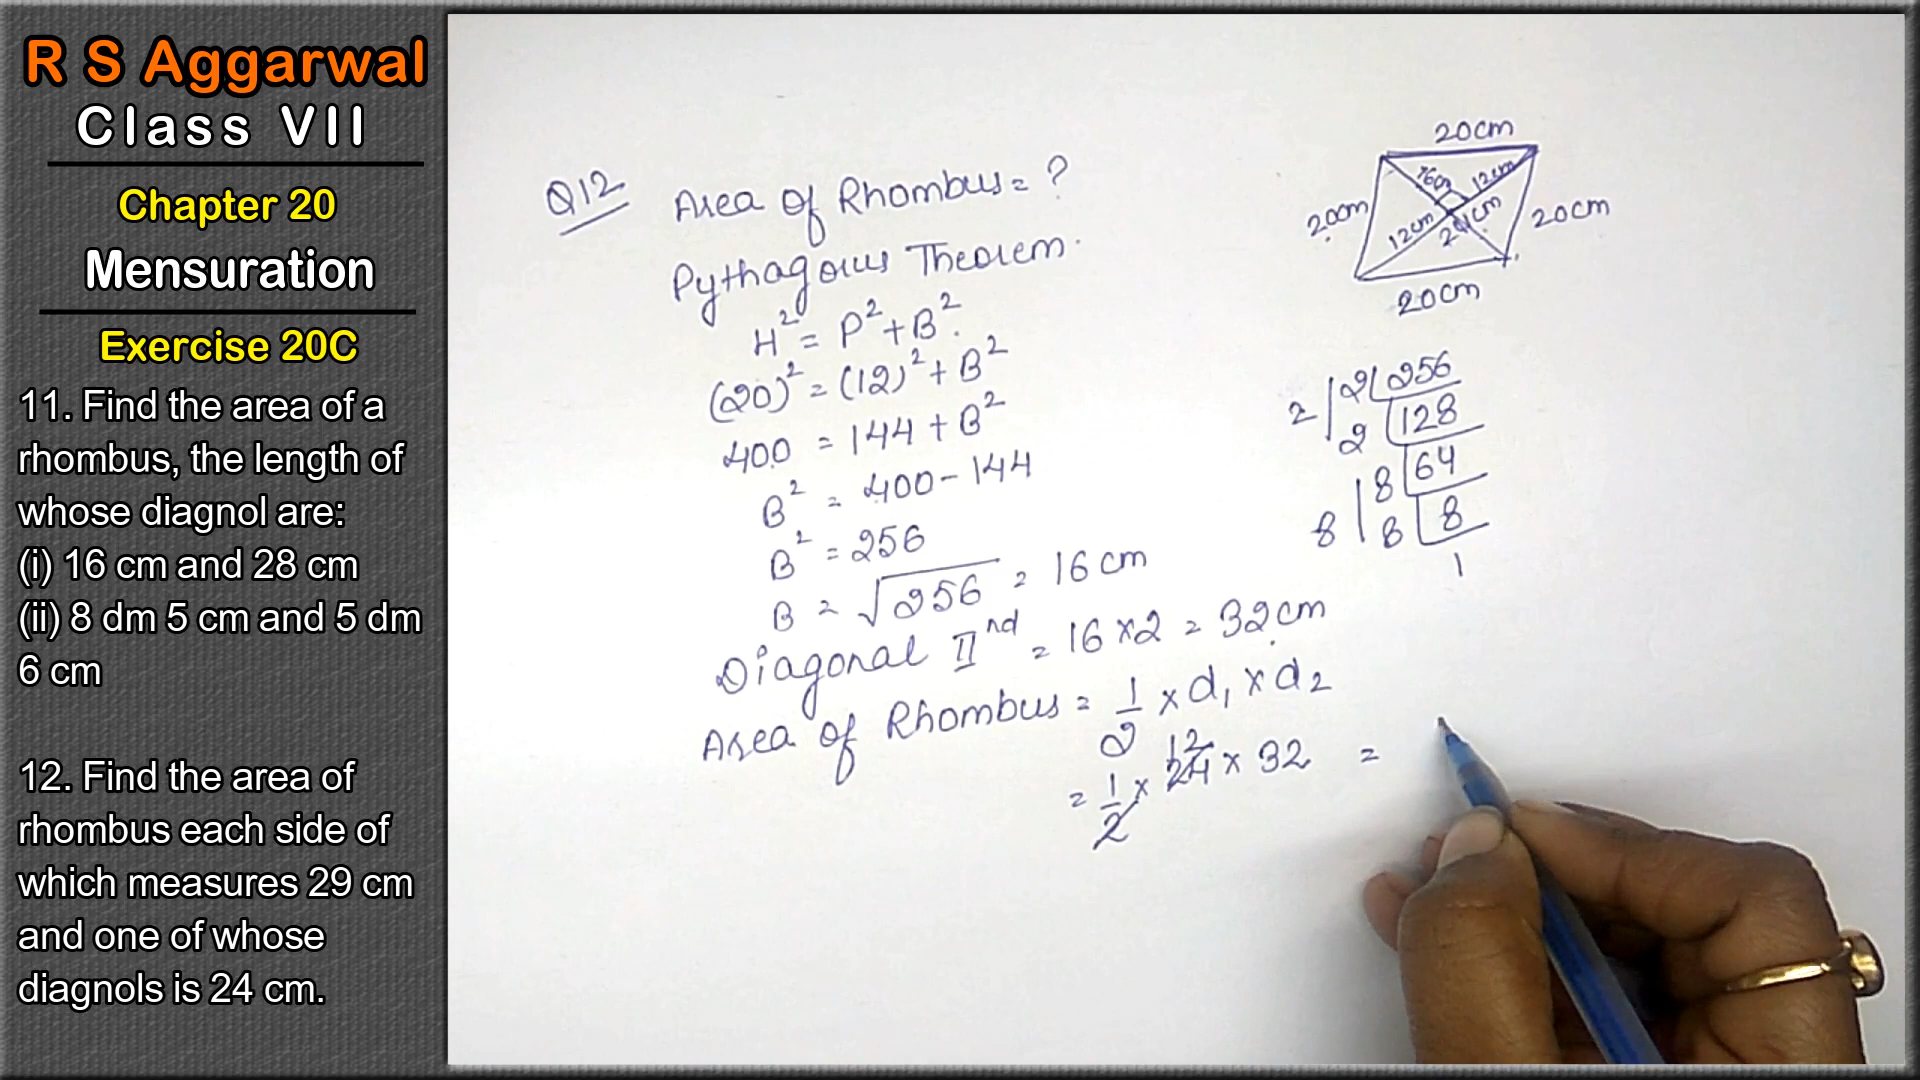 R S Aggarwal
Class VII
Chapter 20
Mensuration
Exercise 20C
11. Find the area of a
rhombus, the length of
whose diagnol are:
(i) 16 cm and 28 cm
(ii) 8 dm 5 cm and 5 dm
6 cm
12. Find the area of
rhombus each side of
which measures 29 cm
and one of whose
diagnols is 24 cm.
Q12 Area of Rhombus = ?
Pythagorus Theorem.
H² = P² + B²
(20)² = (12)² + B²
400 = 144 + B²
B² = 400 - 144
B² = 256
B = √256 = 16 cm
Diagonal IInd = 16 × 2 = 32 cm
Area of Rhombus = 1/2 × d₁ × d₂
12
= 1/2 × 24 × 32 =
20cm
20cm
12cm
12cm
24cm
20cm
20cm
2 2 256
2 128
8 64
8 8 8
1